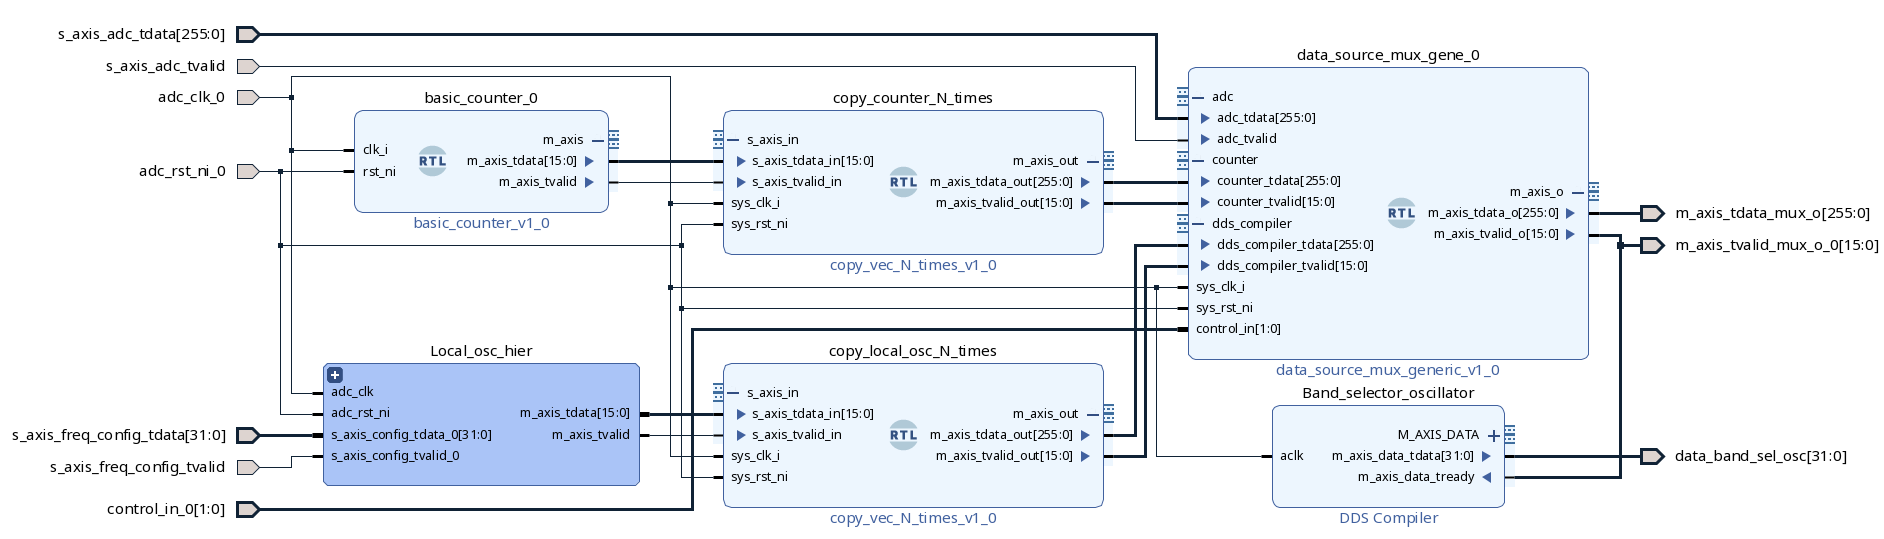 s_axis_adc_tdata[255:0]
s_axis_adc_tvalid
adc_clk_0
adc_rst_ni_0
s_axis_freq_config_tdata[31:0]
s_axis_freq_config_tvalid
control_in_0[1:0]
basic_counter_0
clk_i
rst_ni
RTL
m_axis
m_axis_tdata[15:0]
m_axis_tvalid
basic_counter_v1_0
Local_osc_hier
adc_clk
adc_rst_ni
s_axis_config_tdata_0[31:0]
s_axis_config_tvalid_0
m_axis_tdata[15:0]
m_axis_tvalid
copy_counter_N_times
s_axis_in
s_axis_tdata_in[15:0]
s_axis_tvalid_in
sys_clk_i
sys_rst_ni
RTL
m_axis_out
m_axis_tdata_out[255:0]
m_axis_tvalid_out[15:0]
copy_vec_N_times_v1_0
copy_local_osc_N_times
s_axis_in
s_axis_tdata_in[15:0]
s_axis_tvalid_in
sys_clk_i
sys_rst_ni
RTL
m_axis_out
m_axis_tdata_out[255:0]
m_axis_tvalid_out[15:0]
copy_vec_N_times_v1_0
data_source_mux_gene_0
adc
adc_tdata[255:0]
adc_tvalid
counter
counter_tdata[255:0]
counter_tvalid[15:0]
dds_compiler
dds_compiler_tdata[255:0]
dds_compiler_tvalid[15:0]
sys_clk_i
sys_rst_ni
control_in[1:0]
RTL
m_axis_o
m_axis_tdata_o[255:0]
m_axis_tvalid_o[15:0]
data_source_mux_generic_v1_0
Band_selector_oscillator
aclk
M_AXIS_DATA
m_axis_data_tdata[31:0]
m_axis_data_tready
DDS Compiler
m_axis_tdata_mux_o[255:0]
m_axis_tvalid_mux_o_0[15:0]
data_band_sel_osc[31:0]